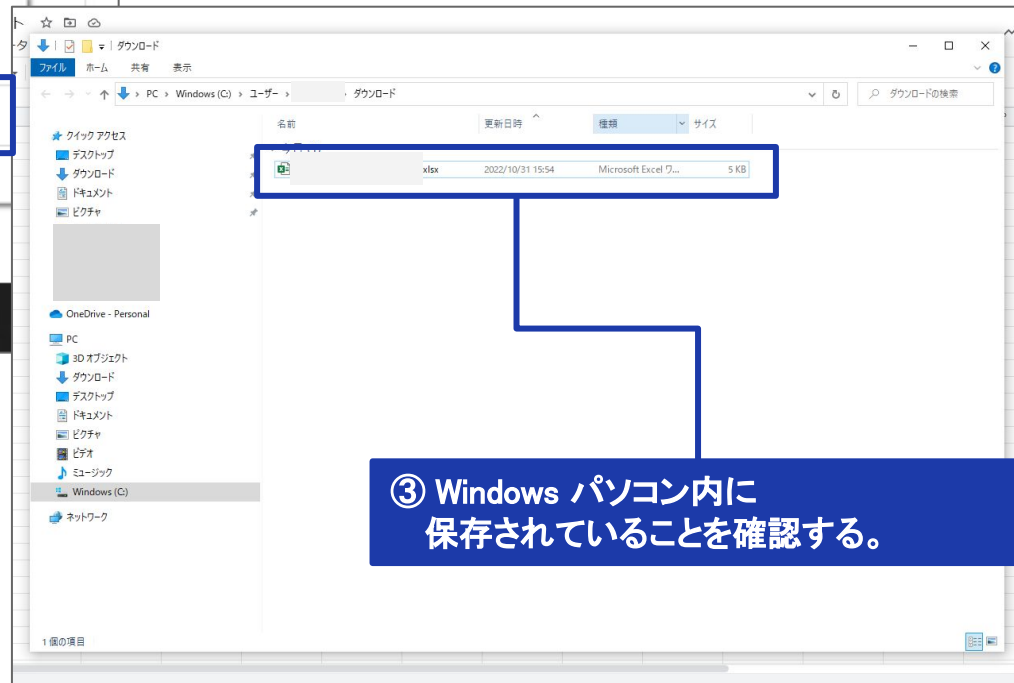 ト
タ
ダウンロード
ファイル ホーム 共有 表示
PC › Windows (C:) › ユーザー › › ダウンロード
ダウンロードの検索
名前 更新日時 種類 サイズ
クイック アクセス
デスクトップ
xlsx 2022/10/31 15:54 Microsoft Excel ワ... 5 KB
ダウンロード
ドキュメント
ピクチャ
OneDrive - Personal
PC
3D オブジェクト
ダウンロード
デスクトップ
ドキュメント
ピクチャ
ビデオ
ミュージック
Windows (C:)
ネットワーク
③ Windows パソコン内に
保存されていることを確認する。
1 個の項目